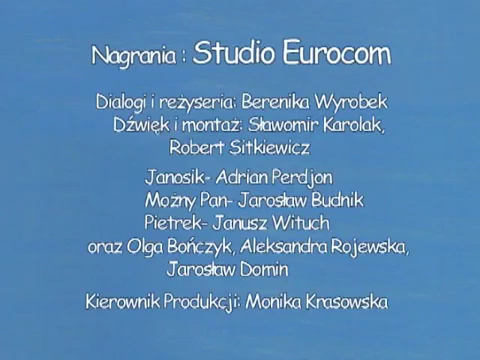 Nagrania : Studio Eurocom
Dialogi i reżyseria: Berenika Wyrobek
Dźwięk i montaż: Sławomir Karolak,
Robert Sitkiewicz
Janosik- Adrian Perdjon
Możny Pan- Jarosław Budnik
Pietrek- Janusz Wituch
oraz Olga Bończyk, Aleksandra Rojewska,
Jarosław Domin
Kierownik Produkcji: Monika Krasowska